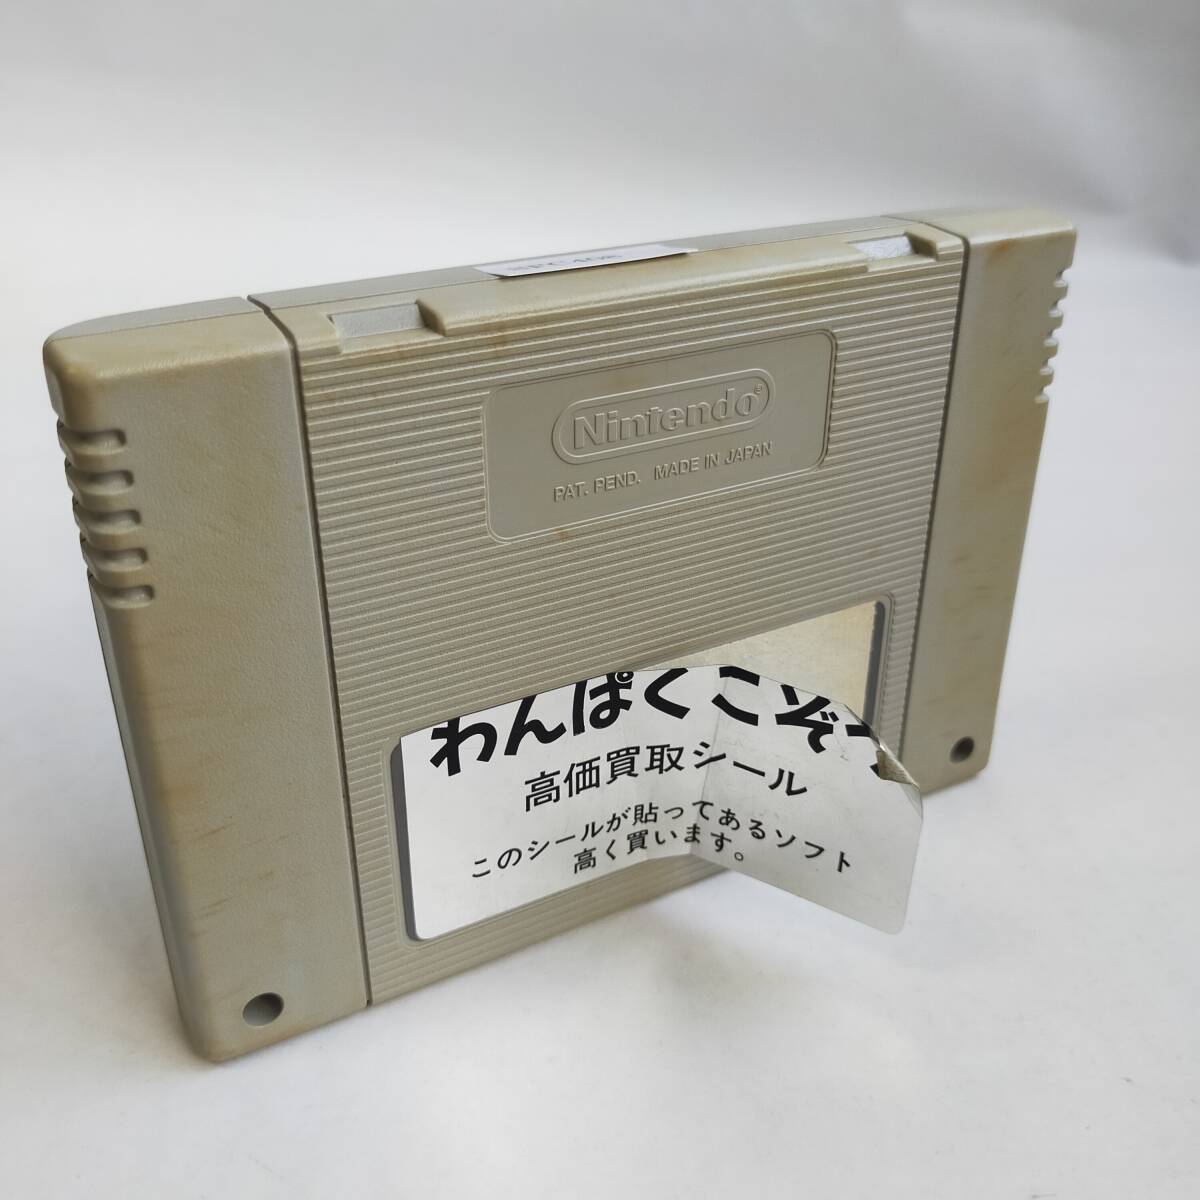 Nintendo®
PAT. PEND. MADE IN JAPAN
わんぱくこぞう
高価買取シール
このシールが貼ってあるソフト
高く買います。